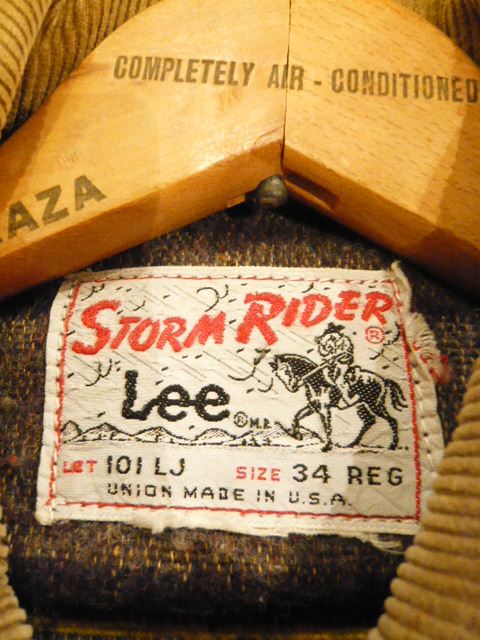 COMPLETELY AIR - CONDITIONED
AZA
STORM RIDER ®
Lee ® M.R.
LOT 101 LJ SIZE 34 REG
UNION MADE IN U.S.A.